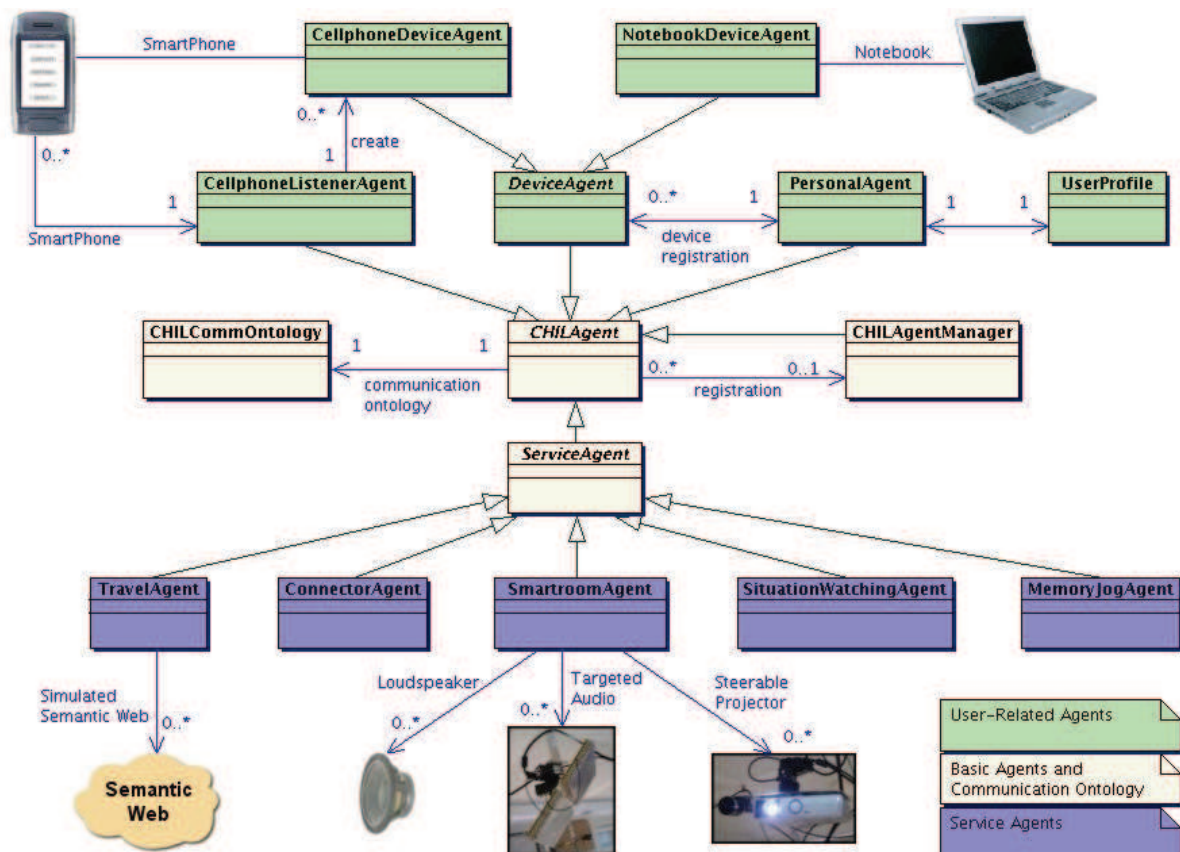 SmartPhone
CellphoneDeviceAgent
NotebookDeviceAgent
Notebook
0..*
0..*
create
1
CellphoneListenerAgent
DeviceAgent
PersonalAgent
UserProfile
1
SmartPhone
0..*
1
device
registration
1
1
CHILCommOntology
CHILAgent
CHILAgentManager
1
1
communication
ontology
0..*
0..1
registration
ServiceAgent
TravelAgent
ConnectorAgent
SmartroomAgent
SituationWatchingAgent
MemoryJogAgent
Simulated
Semantic Web
0..*
Loudspeaker
0..*
Targeted
Audio
0..*
Steerable
Projector
0..*
Semantic
Web
User-Related Agents
Basic Agents and
Communication Ontology
Service Agents